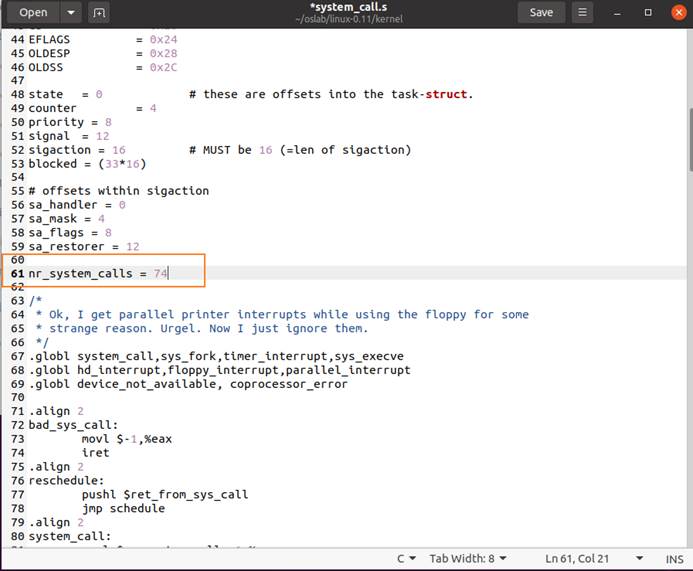 Open
*system_call.s
~/oslab/linux-0.11/kernel
Save
44 EFLAGS = 0x24
45 OLDESP = 0x28
46 OLDSS = 0x2C
47
48 state = 0 # these are offsets into the task-struct.
49 counter = 4
50 priority = 8
51 signal = 12
52 sigaction = 16 # MUST be 16 (=len of sigaction)
53 blocked = (33*16)
54
55 # offsets within sigaction
56 sa_handler = 0
57 sa_mask = 4
58 sa_flags = 8
59 sa_restorer = 12
60
61 nr_system_calls = 74
62
63 /*
64 * Ok, I get parallel printer interrupts while using the floppy for some
65 * strange reason. Urgel. Now I just ignore them.
66 */
67 .globl system_call,sys_fork,timer_interrupt,sys_execve
68 .globl hd_interrupt,floppy_interrupt,parallel_interrupt
69 .globl device_not_available, coprocessor_error
70
71 .align 2
72 bad_sys_call:
73 movl $-1,%eax
74 iret
75 .align 2
76 reschedule:
77 pushl $ret_from_sys_call
78 jmp schedule
79 .align 2
80 system_call:
C
Tab Width: 8
Ln 61, Col 21
INS